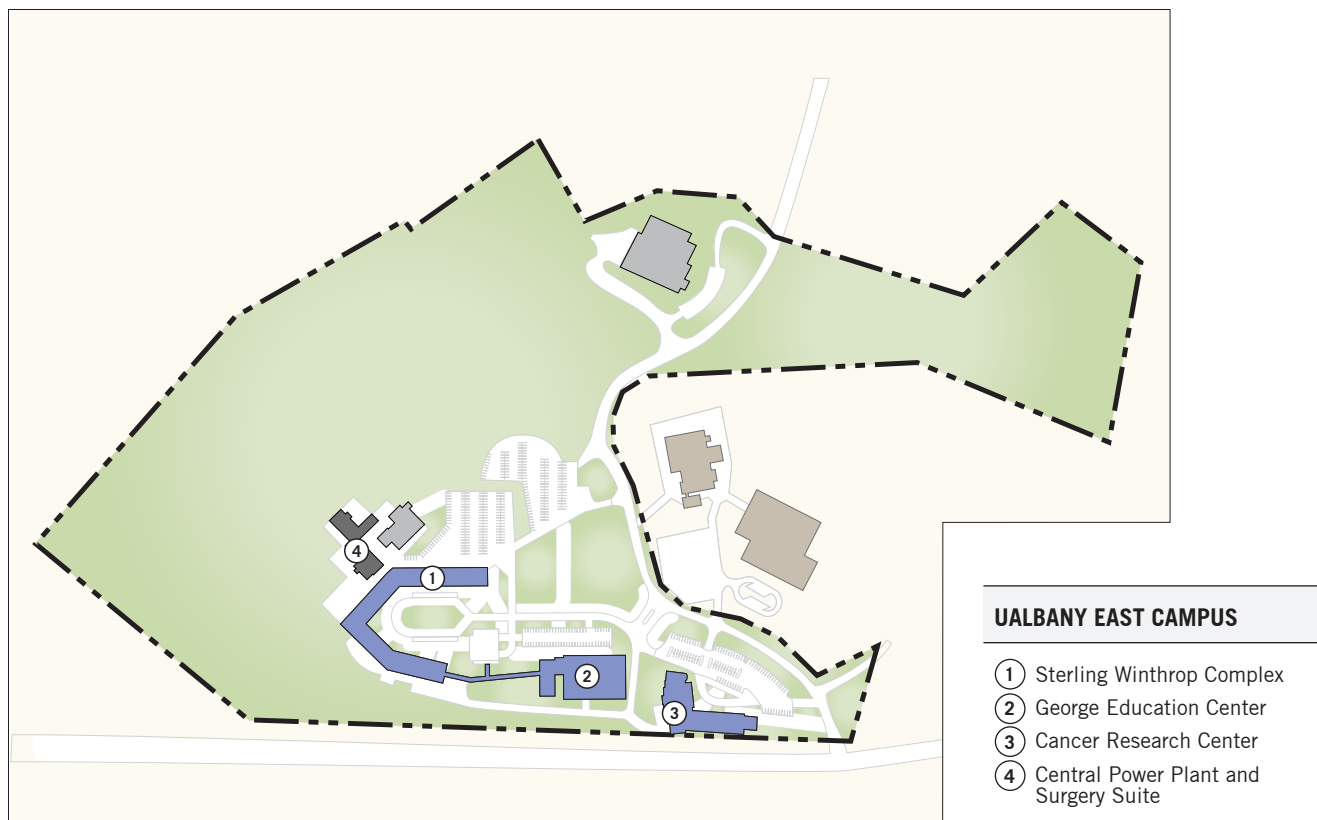 4
1
2
3
UALBANY EAST CAMPUS
1 Sterling Winthrop Complex
2 George Education Center
3 Cancer Research Center
4 Central Power Plant and
Surgery Suite